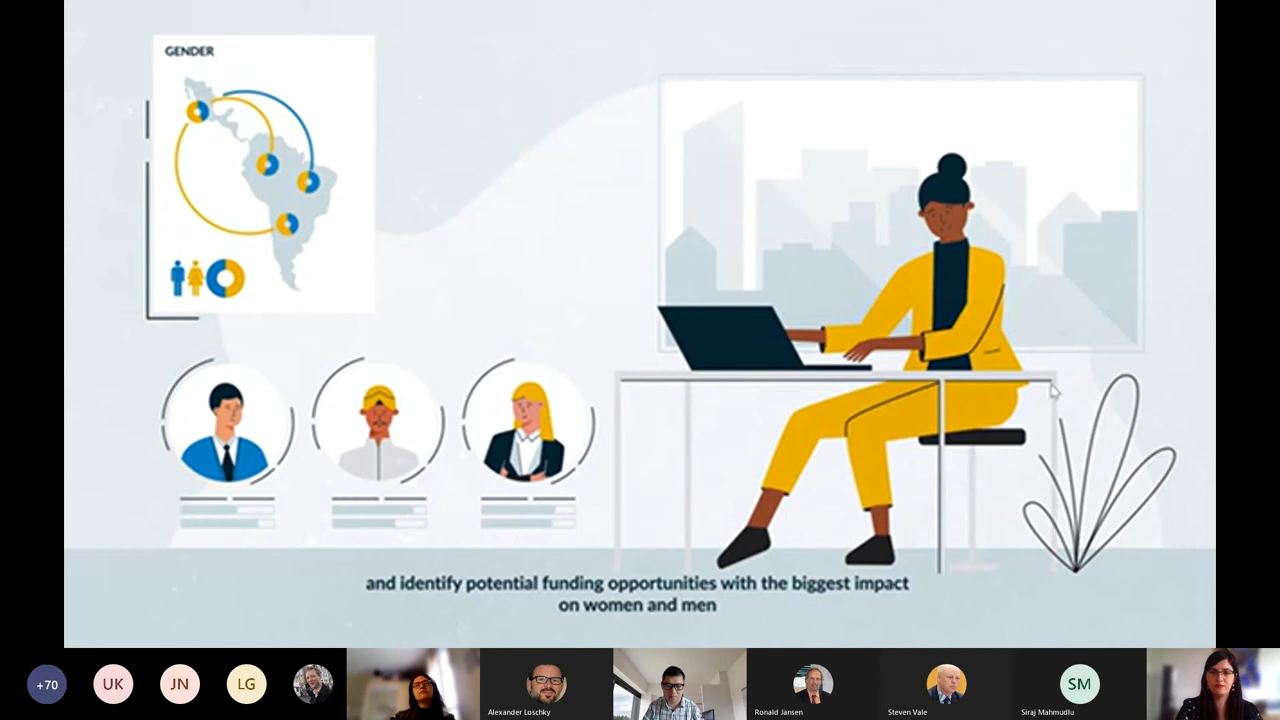 GENDER
and identify potential funding opportunities with the biggest impact
on women and men
+70
UK
JN
LG
Alexander Loschky
Ronald Jansen
Steven Vale
SM
Siraj Mahmudlu